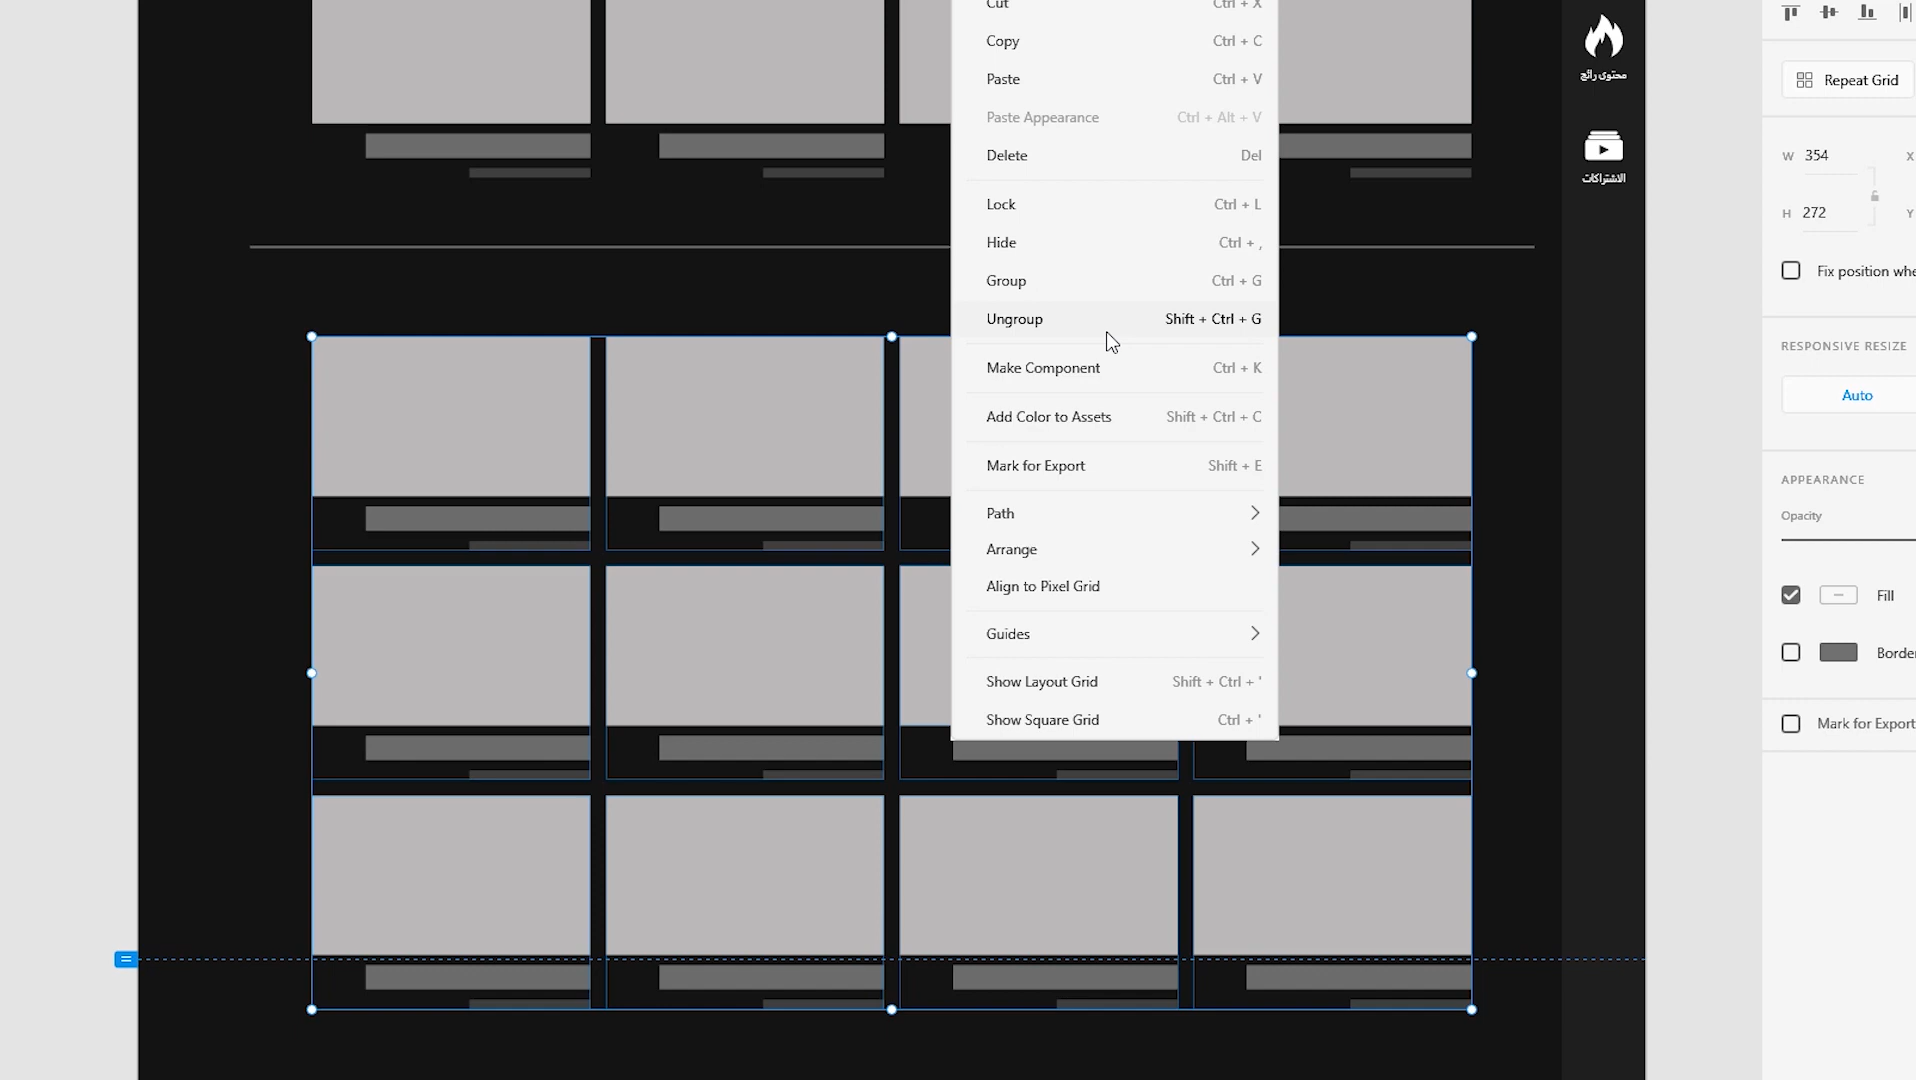 Cut Ctrl + X
Copy Ctrl + C
Paste Ctrl + V
Paste Appearance Ctrl + Alt + V
Delete Del
Lock Ctrl + L
Hide Ctrl + ,
Group Ctrl + G
Ungroup Shift + Ctrl + G
Make Component Ctrl + K
Add Color to Assets Shift + Ctrl + C
Mark for Export Shift + E
Path
Arrange
Align to Pixel Grid
Guides
Show Layout Grid Shift + Ctrl + '
Show Square Grid Ctrl + '
محتوى رائج
الاشتراكات
Repeat Grid
W 354 X
H 272 Y
Fix position whe
RESPONSIVE RESIZE
Auto
APPEARANCE
Opacity
Fill
Borde
Mark for Export